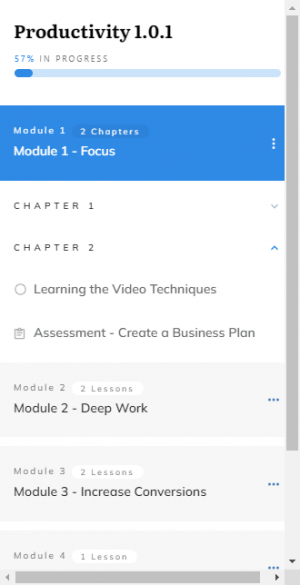 Productivity 1.0.1
57% IN PROGRESS
Module 1 2 Chapters
Module 1 - Focus
CHAPTER 1
CHAPTER 2
Learning the Video Techniques
Assessment - Create a Business Plan
Module 2 2 Lessons
Module 2 - Deep Work
Module 3 2 Lessons
Module 3 - Increase Conversions
Module 4 1 Lesson